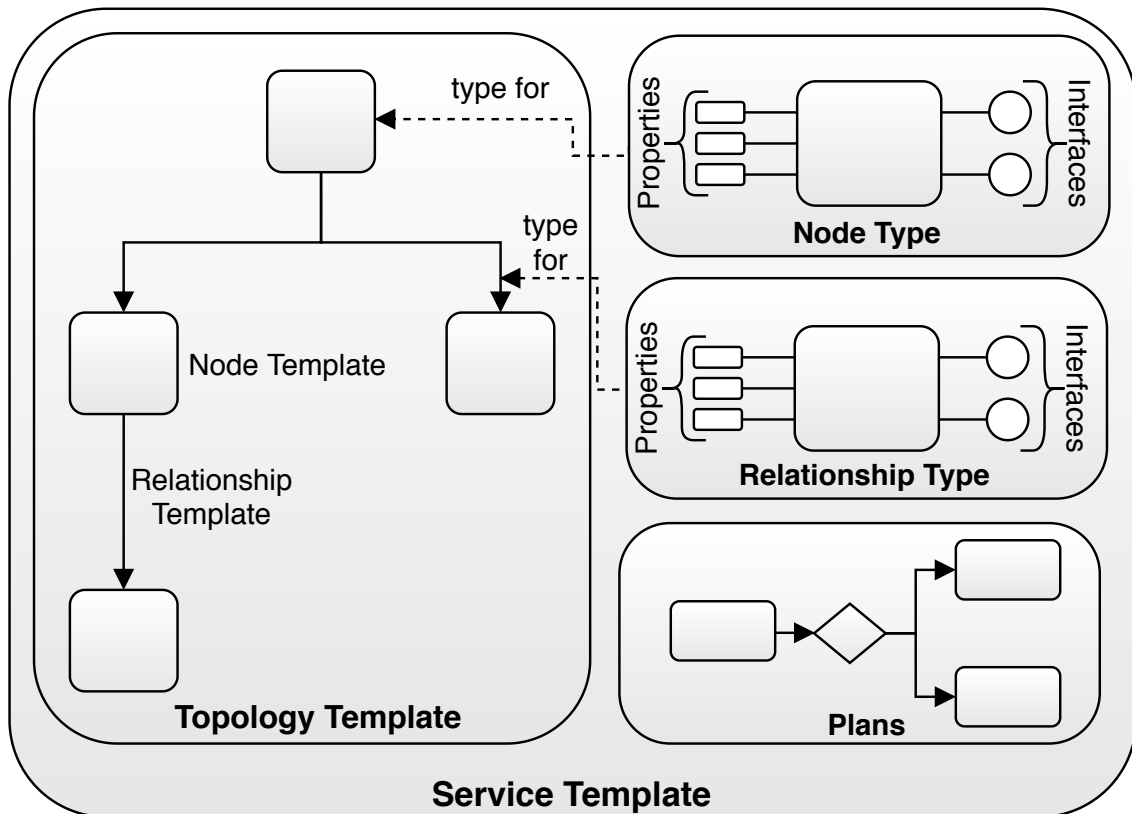 type for
Properties
Interfaces
Node Type
type
for
Node Template
Properties
Interfaces
Relationship Type
Relationship
Template
Topology Template
Plans
Service Template